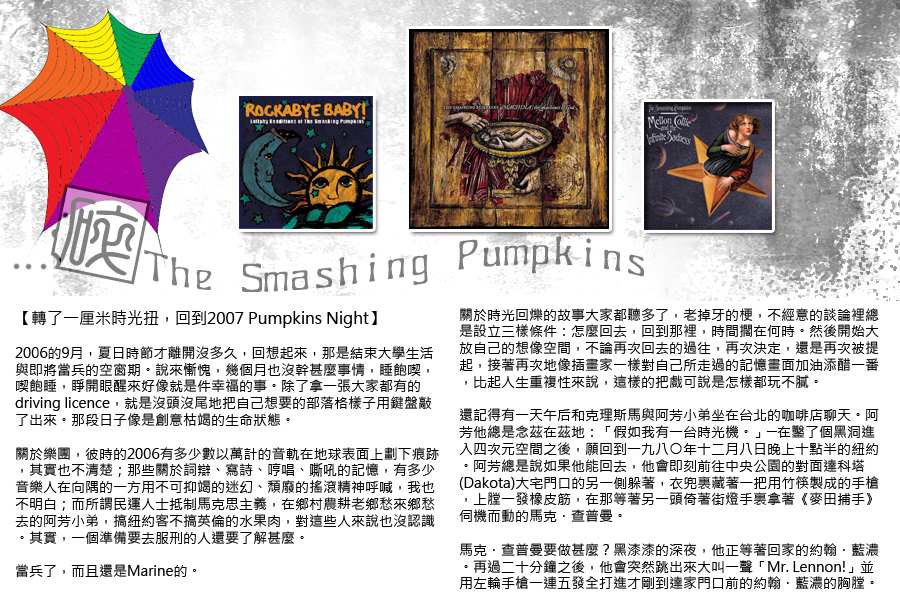 ROCKABYE BABY!
Lullaby Renditions of The Smashing Pumpkins
THE SMASHING PUMPKINS MACHINA / the machines of God
The Smashing Pumpkins
Mellon Collie
and the
Infinite Sadness
... The Smashing Pumpkins
【轉了一厘米時光扭，回到2007 Pumpkins Night】
2006的9月，夏日時節才離開沒多久，回想起來，那是結束大學生活
與即將當兵的空窗期。說來慚愧，幾個月也沒幹甚麼事情，睡飽喫，
喫飽睡，睜開眼醒來好像就是件幸福的事。除了拿一張大家都有的
driving licence，就是沒頭沒尾地把自己想要的部落格樣子用鍵盤敲
了出來。那段日子像是創意枯竭的生命狀態。
關於樂團，彼時的2006有多少數以萬計的音軌在地球表面上劃下痕跡
，其實也不清楚；那些關於詞辯、寫詩、哼唱、嘶吼的記憶，有多少
音樂人在向隅的一方用不可抑竭的迷幻、頹廢的搖滾精神呼喊，我也
不明白；而所謂民運人士抵制馬克思主義，在鄉村農耕老鄉愁來鄉愁
去的阿芳小弟，搞紐約客不搞英倫的水果肉，對這些人來說也沒認識
。其實，一個準備要去服刑的人還要了解甚麼。
當兵了，而且還是Marine的。
關於時光回爍的故事大家都聽多了，老掉牙的梗，不經意的談論裡總
是設立三樣條件：怎麼回去，回到那裡，時間擱在何時。然後開始大
放自己的想像空間，不論再次回去的過往，再次決定，還是再次被提
起，接著再次地像插畫家一樣對自己所走過的記憶畫面加油添醋一番
，比起人生重複性來說，這樣的把戲可說是怎樣都玩不膩。
還記得有一天午后和克理斯馬與阿芳小弟坐在台北的咖啡店聊天。阿
芳他總是念茲在茲地：「假如我有一台時光機。」一在鑿了個黑洞進
入四次元空間之後，願回到一九八〇年十二月八日晚上十點半的紐約
。阿芳總是說如果他能回去，他會即刻前往中央公園的對面達科塔
(Dakota)大宅門口的另一側躲著，衣兜裹藏著一把用竹筷製成的手槍
，上膛一發橡皮筋，在那等著另一頭倚著街燈手裹拿著《麥田捕手》
伺機而動的馬克．查普曼。
馬克．查普曼要做甚麼？黑漆漆的深夜，他正等著回家的約翰．藍濃
。再過二十分鐘之後，他會突然跳出來大叫一聲「Mr. Lennon!」並
用左輪手槍一連五發全打進才剛到達家門口前的約翰．藍濃的胸膛。